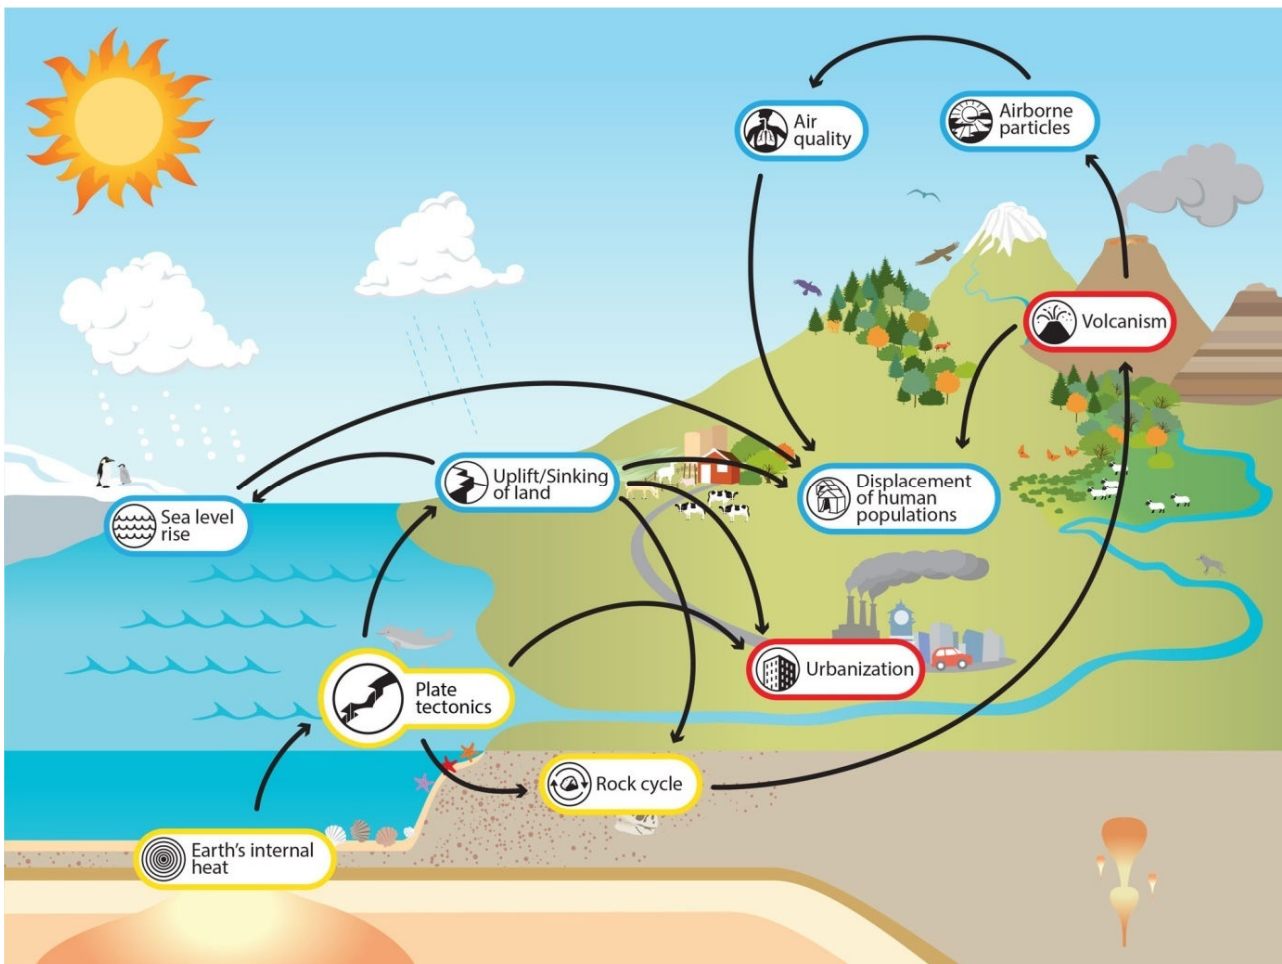 Air
quality
Airborne
particles
Volcanism
Uplift/Sinking
of land
Displacement
of human
populations
Sea level
rise
Urbanization
Plate
tectonics
Rock cycle
Earth's internal
heat